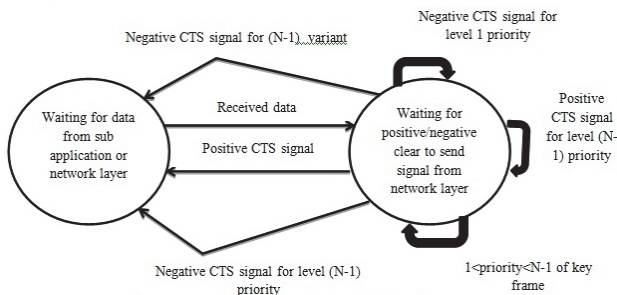 Negative CTS signal for
level 1 priority
Negative CTS signal for (N-1) variant
Waiting for data
from sub
application or
network layer
Received data
Positive CTS signal
Waiting for
positive/negative
clear to send
signal from
network layer
Positive
CTS signal
for level (N-
1) priority
Negative CTS signal for level (N-1)
priority
1<priority<N-1 of key
frame